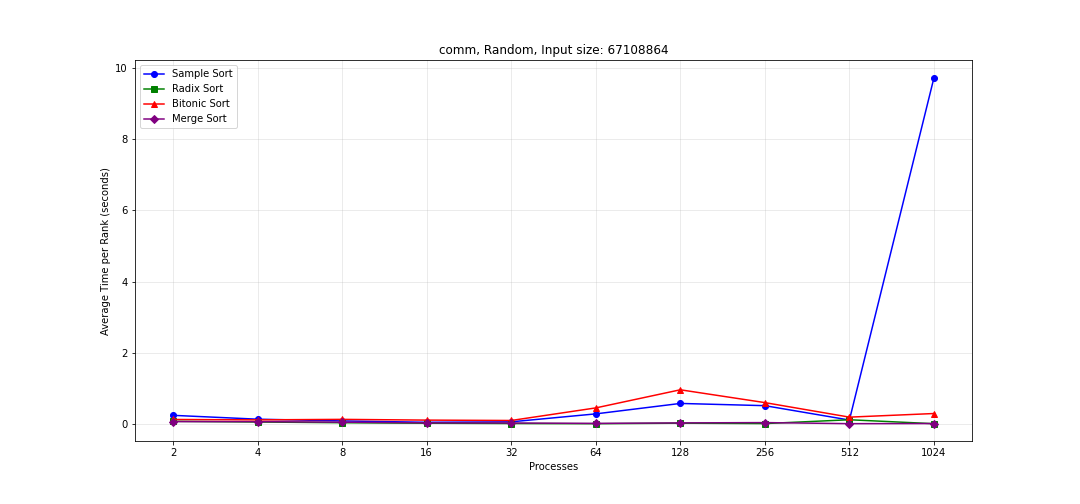 comm, Random, Input size: 67108864
Sample Sort
Radix Sort
Bitonic Sort
Merge Sort
Average Time per Rank (seconds)
10
8
6
4
2
0
2 4 8 16 32 64 128 256 512 1024
Processes